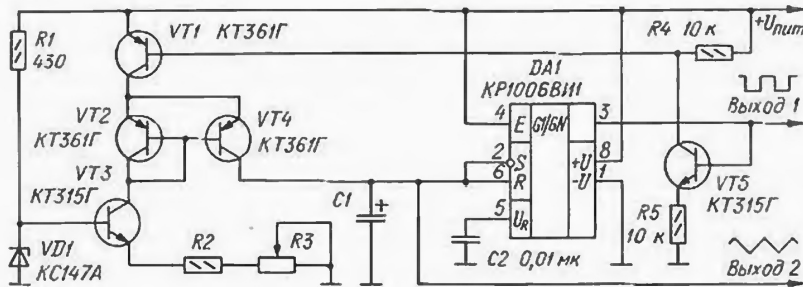 R1
430
VT1 КТ361Г
VT2
КТ361Г
VT4
КТ361Г
VT3
КТ315Г
VD1
КС147А
R2
R3
C1
+
DA1
КР1006ВИ1
4
E
G1/GN
3
2
S
6
R
+U
8
-U
1
5
U_R
C2 0,01 мк
R4 10 к
+Uпит
Выход 1
VT5
КТ315Г
R5
10 к
Выход 2